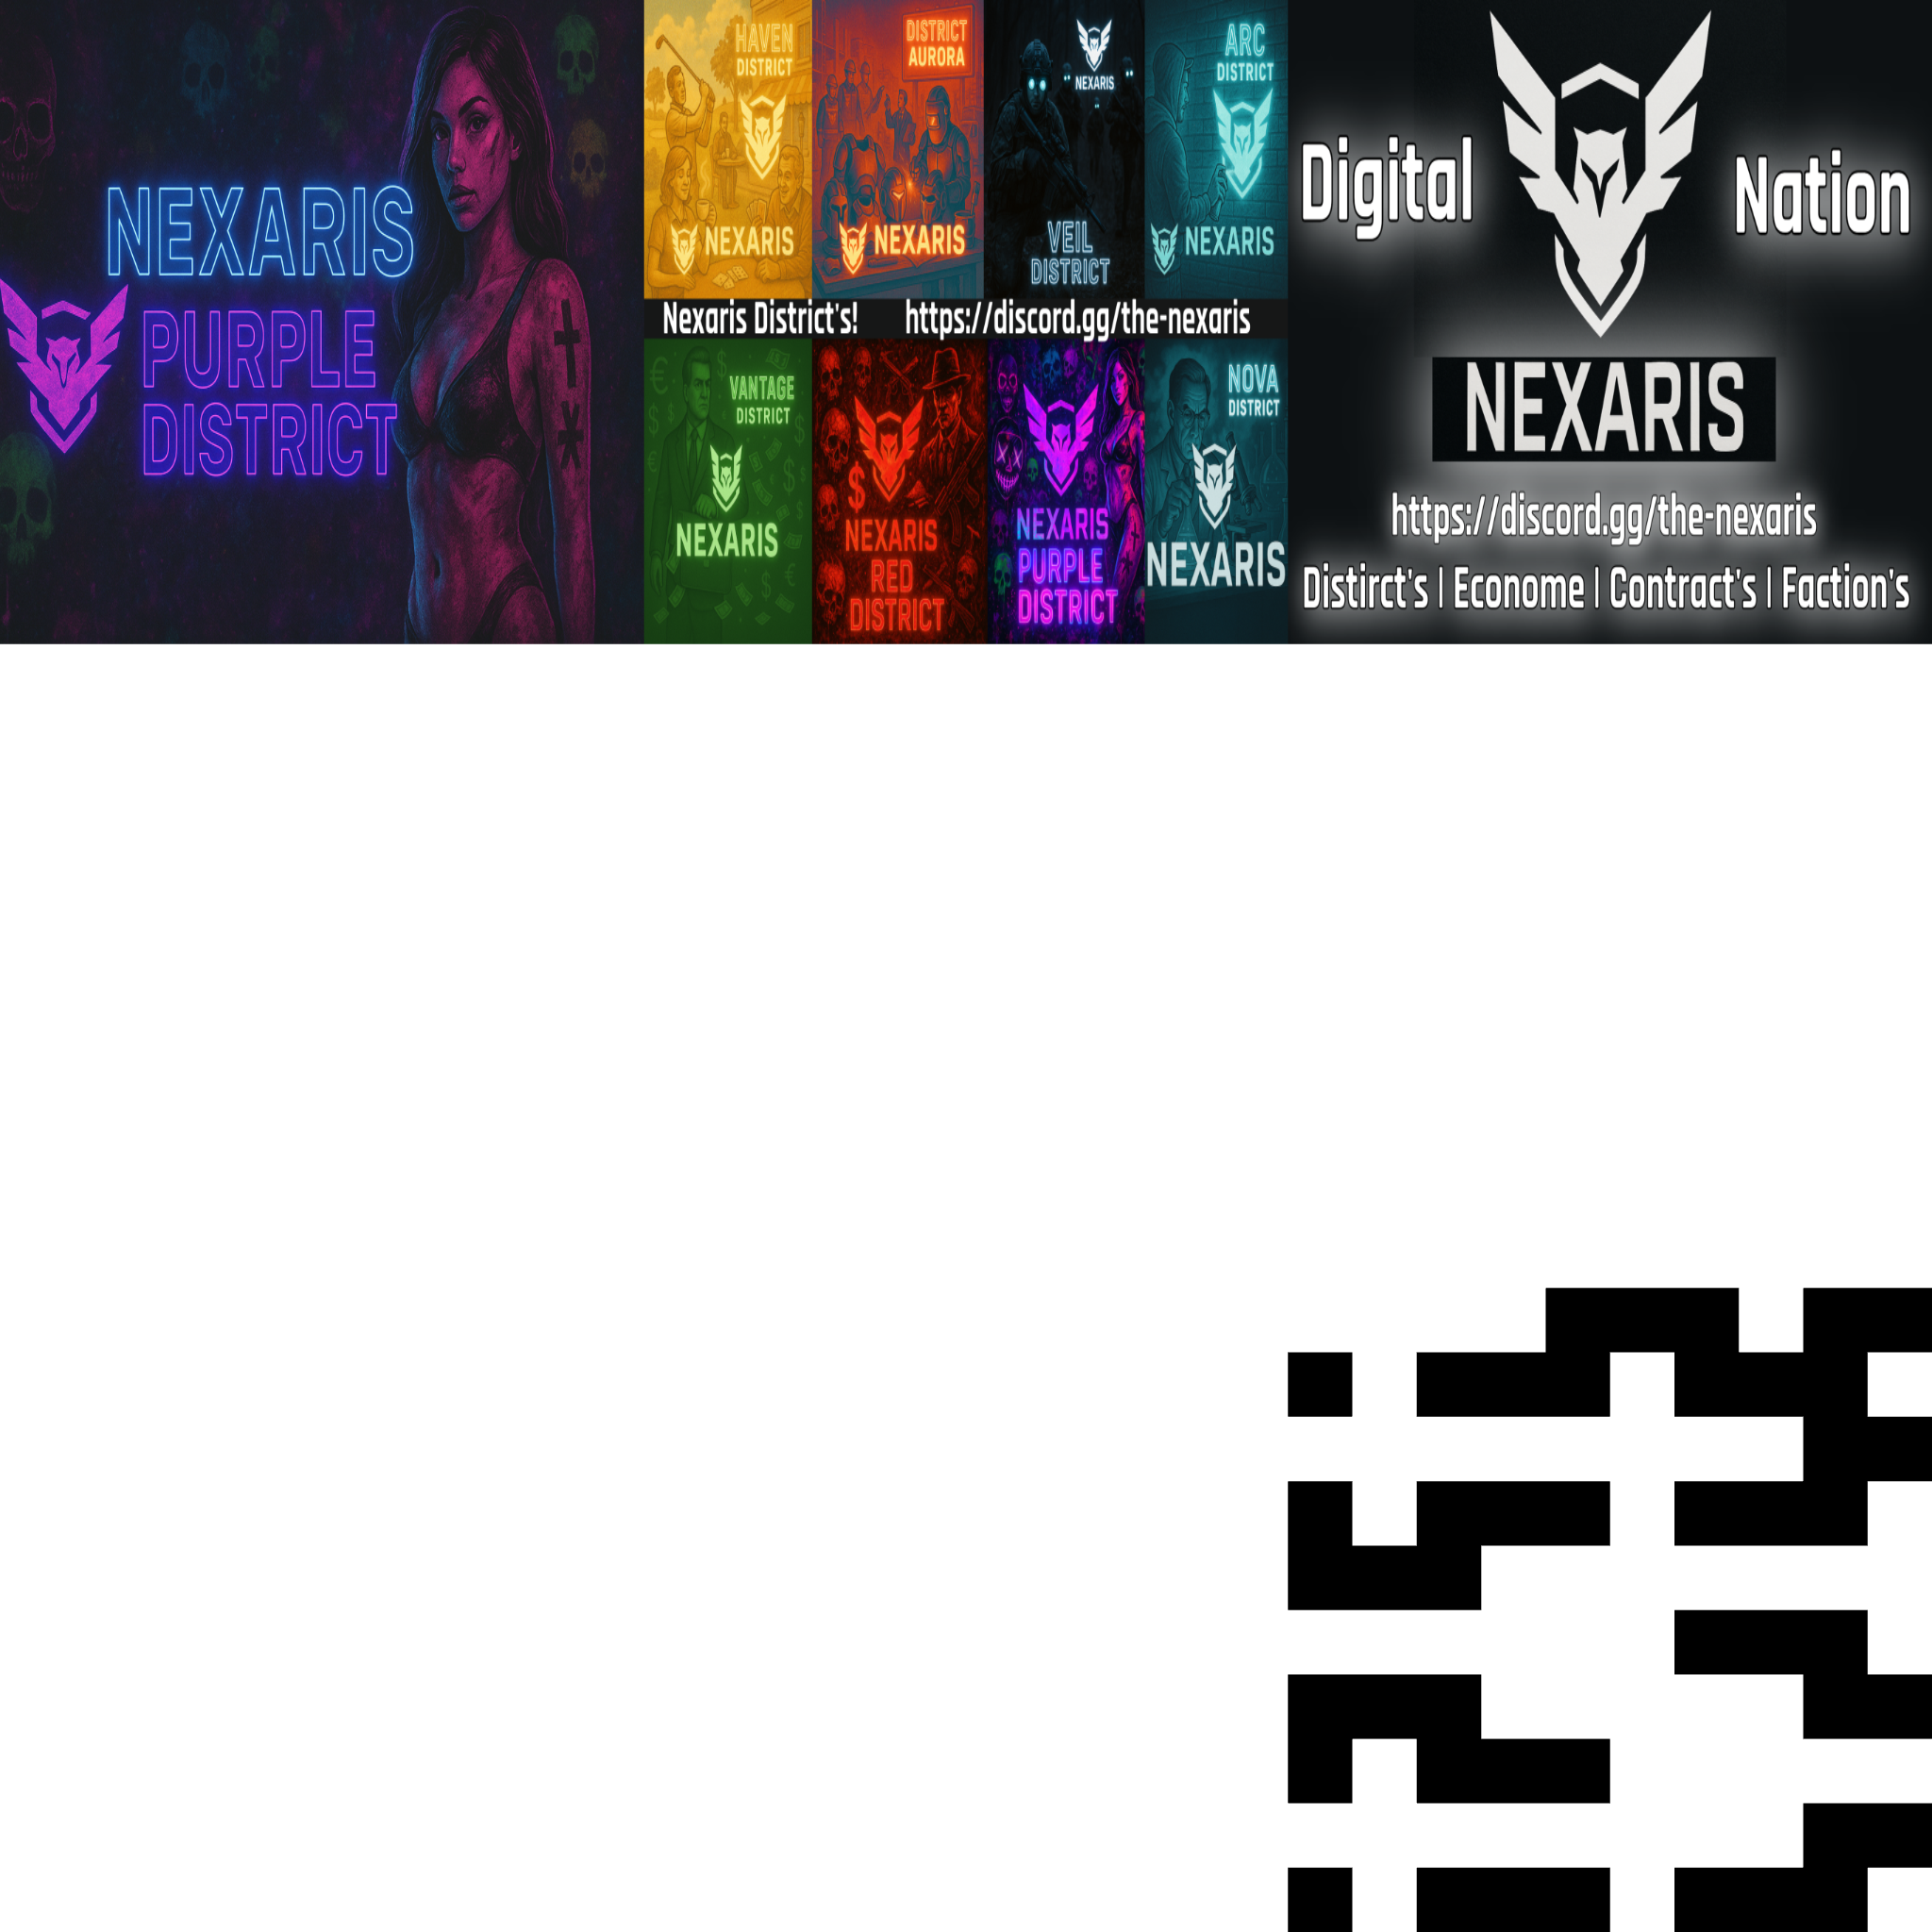 NEXARIS
PURPLE
DISTRICT
HAVEN
DISTRICT
NEXARIS
DISTRICT
AURORA
NEXARIS
NEXARIS
VEIL
DISTRICT
ARC
DISTRICT
NEXARIS
Nexaris District's! https://discord.gg/the-nexaris
VANTAGE
DISTRICT
NEXARIS
$
NEXARIS
RED
DISTRICT
NEXARIS
PURPLE
DISTRICT
NOVA
DISTRICT
NEXARIS
Digital Nation
NEXARIS
https://discord.gg/the-nexaris
Distirct's | Econome | Contract's | Faction's